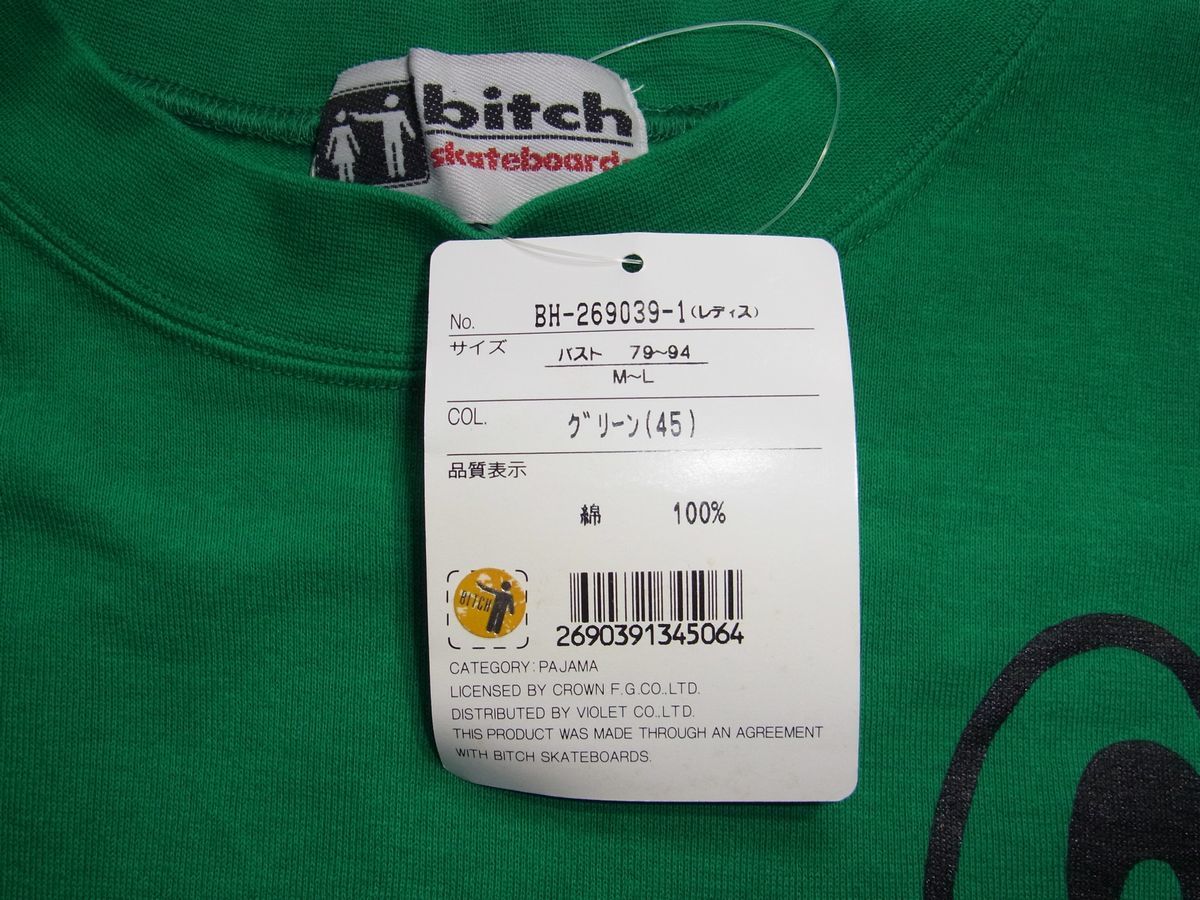 bitch
skateboards
No. BH-269039-1(レディス)
サイズ バスト 79~94
M~L
COL. グリーン(45)
品質表示
綿 100%
BITCH
2690391345064
CATEGORY: PAJAMA
LICENSED BY CROWN F.G.CO.,LTD.
DISTRIBUTED BY VIOLET CO.,LTD.
THIS PRODUCT WAS MADE THROUGH AN AGREEMENT
WITH BITCH SKATEBOARDS.